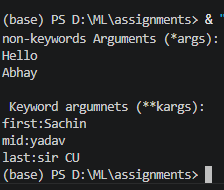 (base) PS D:\ML\assignments> & "
non-keywords Arguments (*args):
Hello
Abhay
Keyword argumnets (**kargs):
first:Sachin
mid:yadav
last:sir CU
(base) PS D:\ML\assignments>